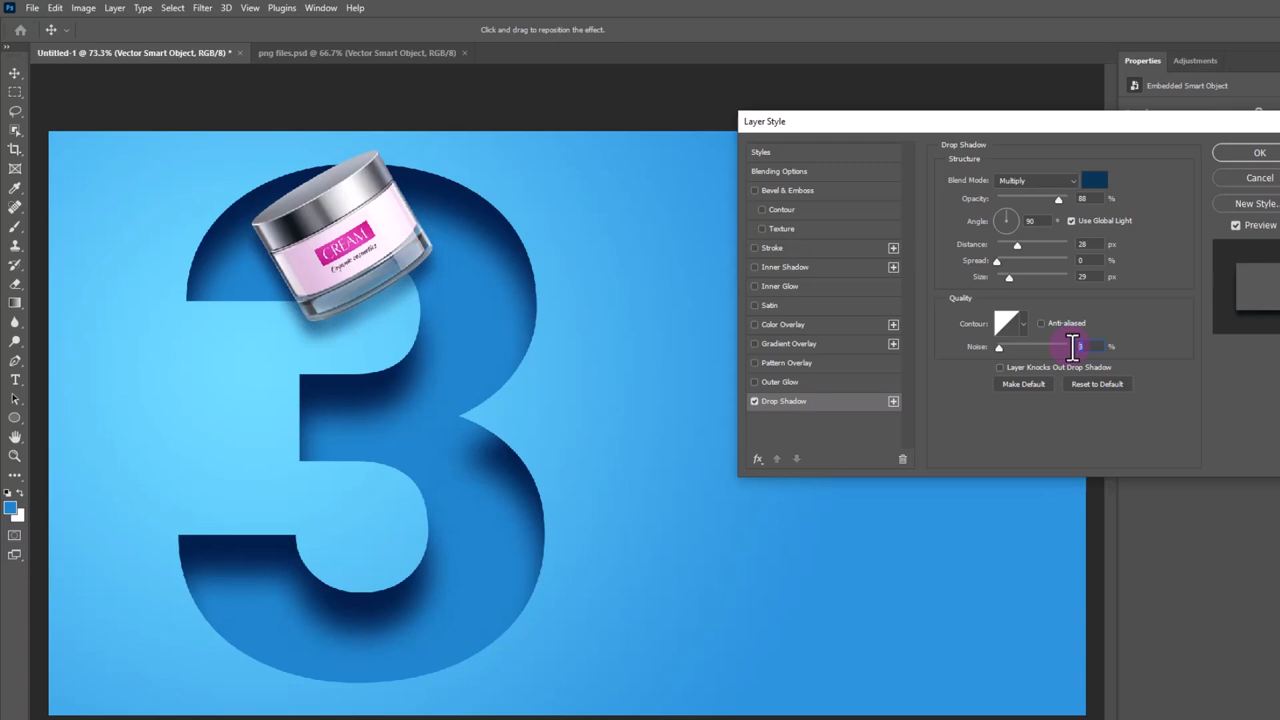 File Edit Image Layer Type Select Filter 3D View Plugins Window Help
Click and drag to reposition the effect.
Untitled-1 @ 73.3% (Vector Smart Object, RGB/8) * × png files.psd @ 66.7% (Vector Smart Object, RGB/8) ×
Properties Adjustments
Embedded Smart Object
Layer Style
Styles
Blending Options
Bevel & Emboss
Contour
Texture
Stroke
Inner Shadow
Inner Glow
Satin
Color Overlay
Gradient Overlay
Pattern Overlay
Outer Glow
Drop Shadow
fx
Drop Shadow
Structure
Blend Mode: Multiply
Opacity: 88 %
Angle: 90 ° Use Global Light
Distance: 28 px
Spread: 0 %
Size: 29 px
Quality
Contour: Anti-aliased
Noise: 3 %
Layer Knocks Out Drop Shadow
Make Default Reset to Default
OK
Cancel
New Style...
Preview
3
CREAM
Organic cosmetics